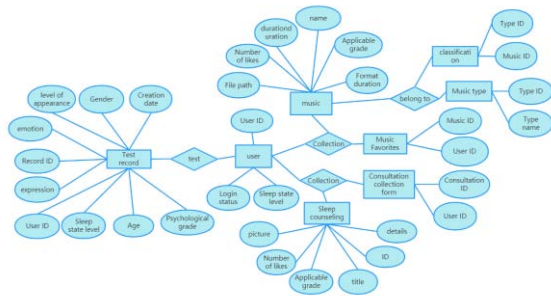 name
durationd
uration
Number
of likes
Applicable
grade
File path
Format
duration
music
Type ID
classificati
on
Music ID
belong to
Music type
Type ID
Type
name
level of
appearance
Gender
Creation
date
emotion
Record ID
expression
User ID
Sleep
state level
Age
Psychological
grade
Test
record
test
User ID
user
Login
status
Sleep state
level
Collection
Music
Favorites
Music ID
User ID
Collection
Consultation
collection
form
Consultation
ID
User ID
Sleep
counseling
picture
Number
of likes
Applicable
grade
title
ID
details